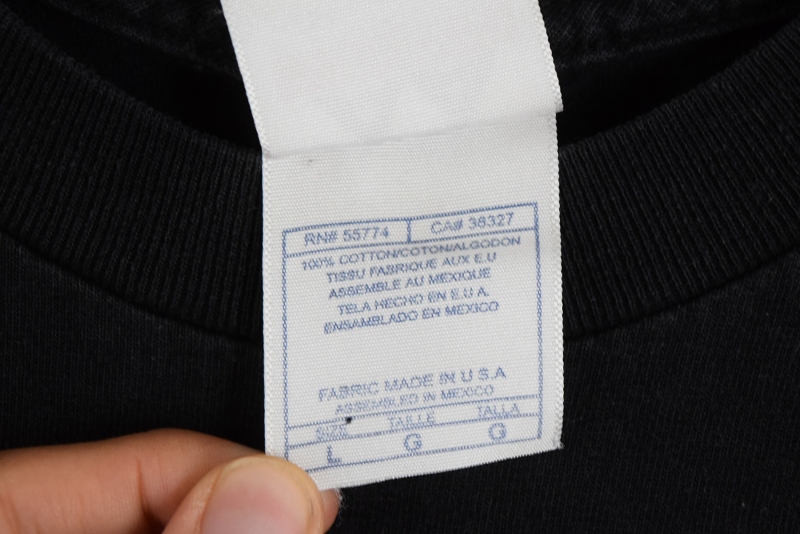 RN# 55774 CA# 38327
100% COTTON/COTON/ALGODON
TISSU FABRIQUE AUX E.U
ASSEMBLE AU MEXIQUE
TELA HECHO EN E.U.A.
ENSAMBLADO EN MEXICO
FABRIC MADE IN U.S.A
ASSEMBLED IN MEXICO
SIZE TAILLE TALLA
L G G